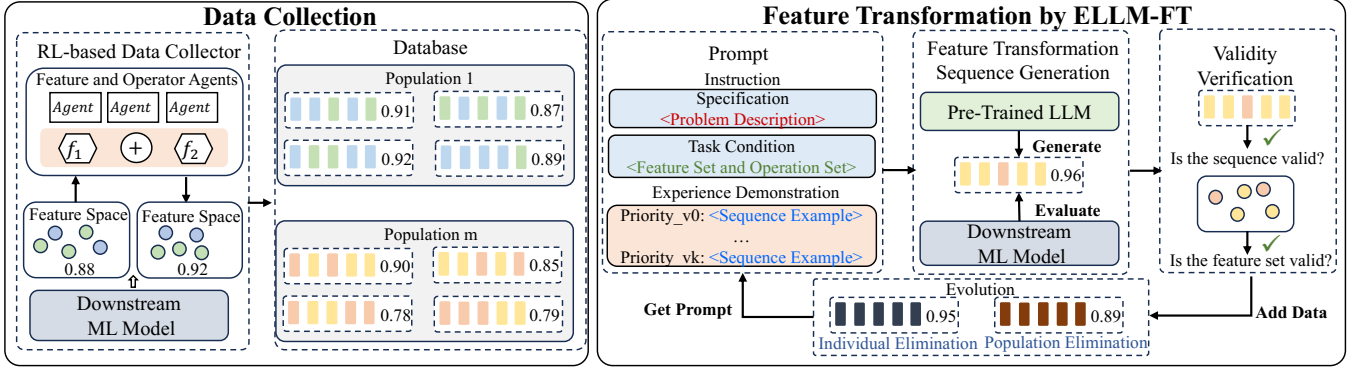 Data Collection
RL-based Data Collector
Feature and Operator Agents
Agent
Agent
Agent
f1
+
f2
Feature Space
0.88
Feature Space
0.92
Downstream
ML Model
Database
Population 1
0.91
0.87
0.92
0.89
Population m
0.90
0.85
0.78
0.79
Feature Transformation by ELLM-FT
Prompt
Instruction
Specification
<Problem Description>
Task Condition
<Feature Set and Operation Set>
Experience Demonstration
Priority_v0: <Sequence Example>
...
Priority_vk: <Sequence Example>
Feature Transformation
Sequence Generation
Pre-Trained LLM
Generate
0.96
Evaluate
Downstream
ML Model
Validity
Verification
✓
Is the sequence valid?
✓
Is the feature set valid?
Get Prompt
Evolution
0.95
0.89
Individual Elimination
Population Elimination
Add Data